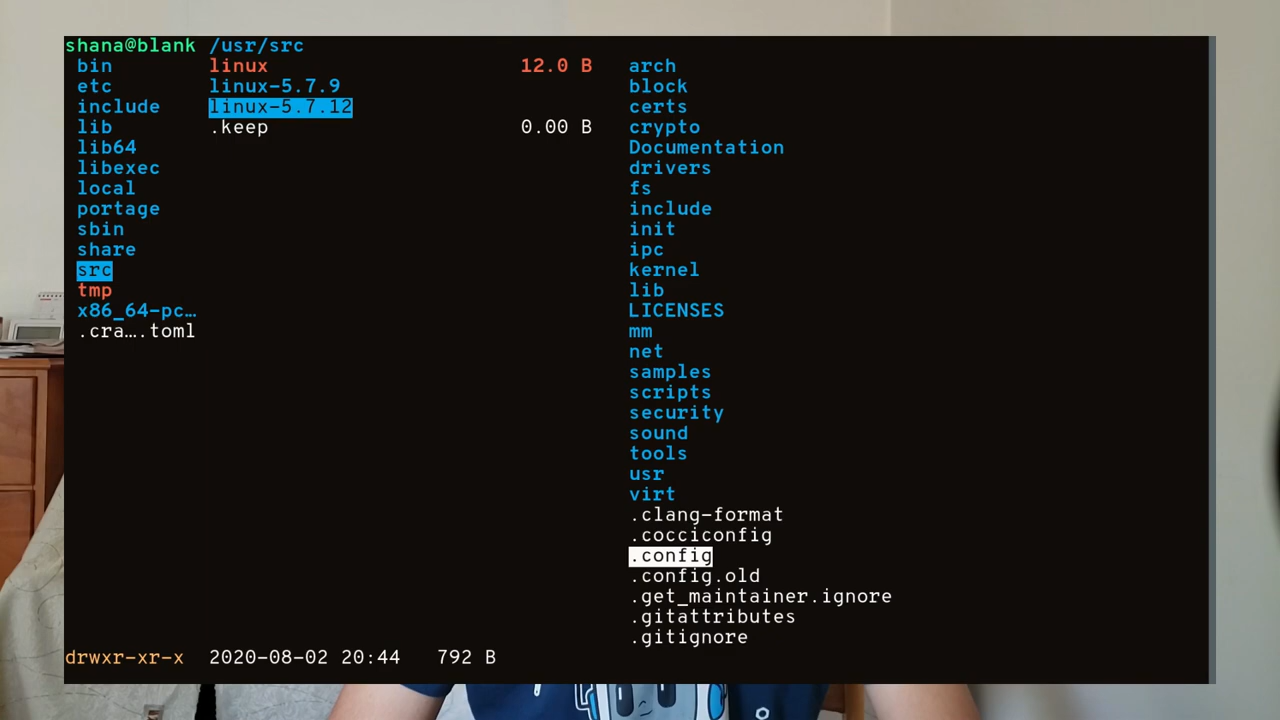 shana@blank /usr/src
bin linux 12.0 B arch
etc linux-5.7.9 block
include linux-5.7.12 certs
lib .keep 0.00 B crypto
lib64 Documentation
libexec drivers
local fs
portage include
sbin init
share ipc
src kernel
tmp lib
x86_64-pc… LICENSES
.cra….toml mm
net
samples
scripts
security
sound
tools
usr
virt
.clang-format
.cocciconfig
.config
.config.old
.get_maintainer.ignore
.gitattributes
.gitignore
drwxr-xr-x 2020-08-02 20:44 792 B